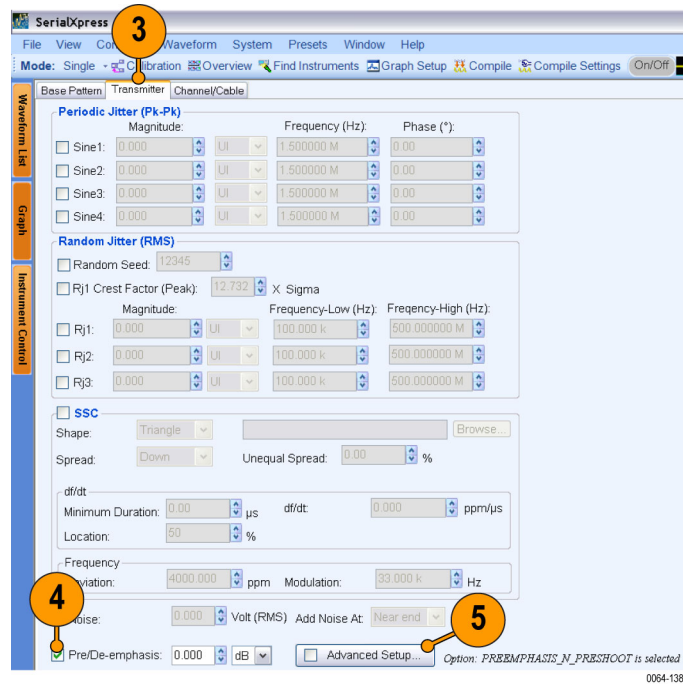 SerialXpress
3
File View Co Waveform System Presets Window Help
Mode: Single Calibration Overview Find Instruments Graph Setup Compile Compile Settings On/Off
Base Pattern Transmitter Channel/Cable
Waveform List
Graph
Instrument Control
Periodic Jitter (Pk-Pk)
Magnitude: Frequency (Hz): Phase (°):
Sine1: 0.000 UI 1.500000 M 0.00
Sine2: 0.000 UI 1.500000 M 0.00
Sine3: 0.000 UI 1.500000 M 0.00
Sine4: 0.000 UI 1.500000 M 0.00
Random Jitter (RMS)
Random Seed: 12345
Rj1 Crest Factor (Peak): 12.732 X Sigma
Magnitude: Frequency-Low (Hz): Freqency-High (Hz):
Rj1: 0.000 UI 100.000 k 500.000000 M
Rj2: 0.000 UI 100.000 k 500.000000 M
Rj3: 0.000 UI 100.000 k 500.000000 M
SSC
Shape: Triangle Browse...
Spread: Down Unequal Spread: 0.00 %
df/dt
Minimum Duration: 0.00 µs df/dt: 0.000 ppm/µs
Location: 50 %
Frequency
viation: 4000.000 ppm Modulation: 33.000 k Hz
4
5
Noise: 0.000 Volt (RMS) Add Noise At: Near end
Pre/De-emphasis: 0.000 dB Advanced Setup... Option: PREEMPHASIS_N_PRESHOOT is selected
0064-138